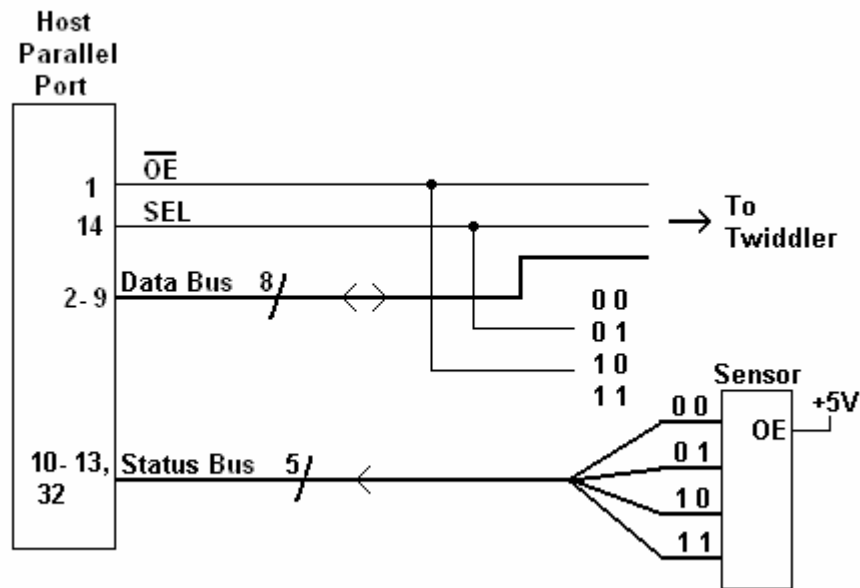 Host
Parallel
Port
1
OE
14
SEL
To
Twiddler
2-9
Data Bus 8
0 0
0 1
1 0
1 1
Sensor
+5V
OE
0 0
0 1
1 0
1 1
10-13,
32
Status Bus 5